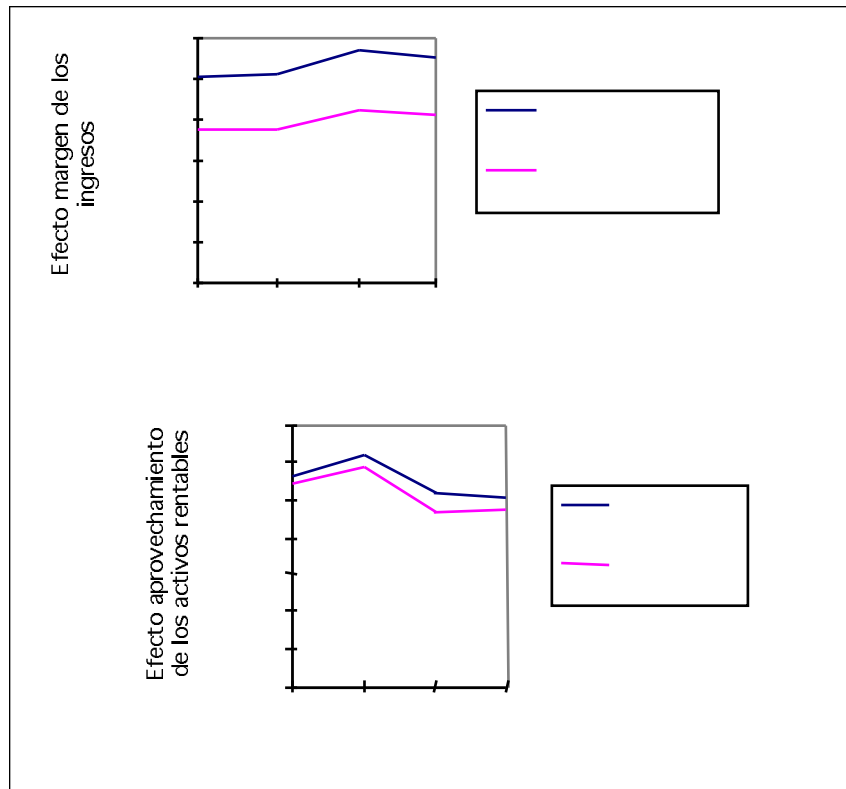 Efecto margen de los
ingresos
Efecto aprovechamiento
de los activos rentables